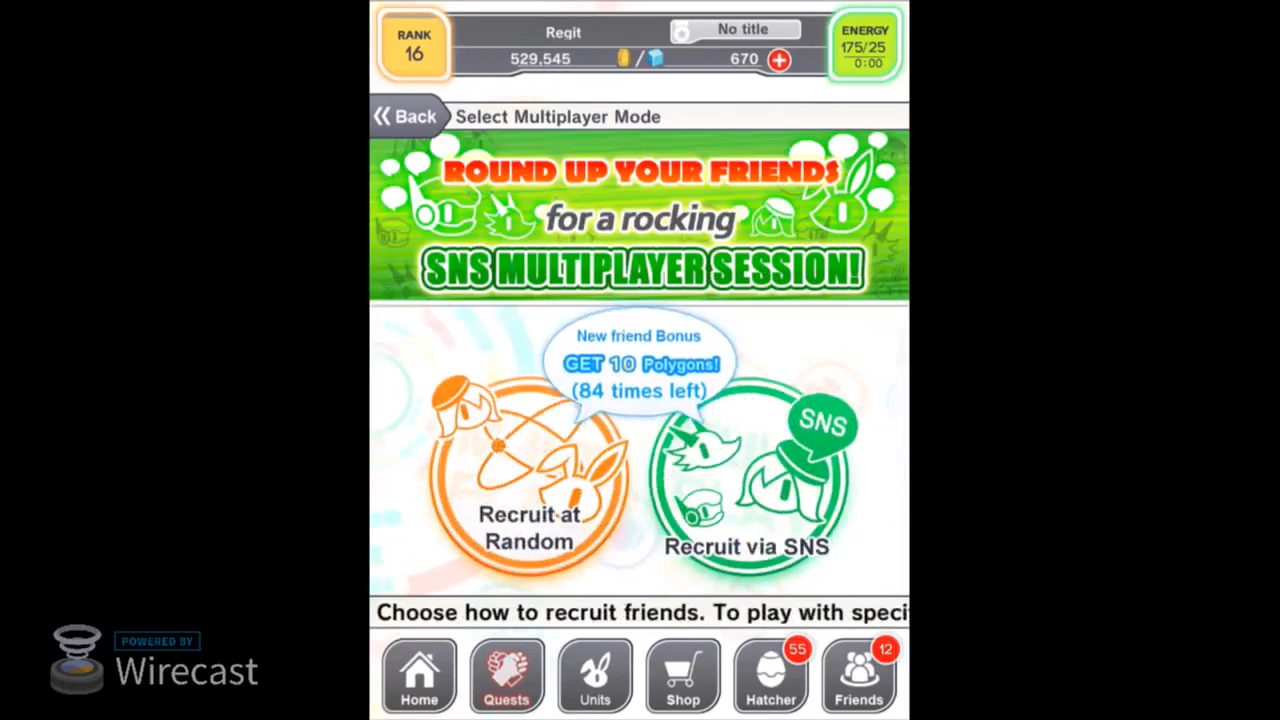 RANK
16
Regit
No title
529,545
/
670
ENERGY
175/25
0:00
Back
Select Multiplayer Mode
ROUND UP YOUR FRIENDS
for a rocking
SNS MULTIPLAYER SESSION!
New friend Bonus
GET 10 Polygons!
(84 times left)
SNS
Recruit at
Random
Recruit via SNS
Choose how to recruit friends. To play with speci
Home
Quests
Units
Shop
55
Hatcher
12
Friends
POWERED BY
Wirecast